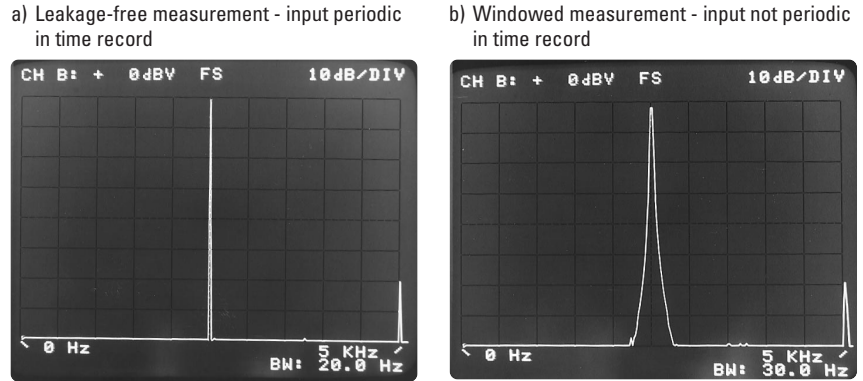 a) Leakage-free measurement - input periodic
in time record
CH B: + 0dBV FS 10dB/DIV
0 Hz 5 KHz
BW: 20.0 Hz
b) Windowed measurement - input not periodic
in time record
CH B: + 0dBV FS 10dB/DIV
0 Hz 5 KHz
BW: 30.0 Hz